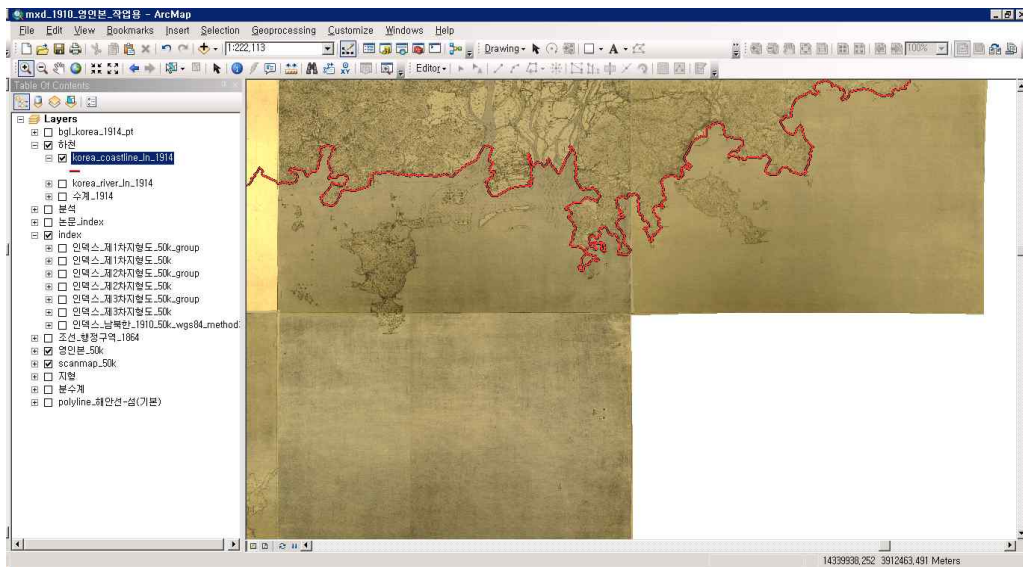 mxd_1910_영인본_작업용 - ArcMap
File Edit View Bookmarks Insert Selection Geoprocessing Customize Windows Help
1:222,113 Drawing A 100%
Editor
Table Of Contents
Layers
bgl_korea_1914_pt
하천
korea_coastline_ln_1914
korea_river_ln_1914
수계_1914
분석
논문_index
index
인덱스_제1차지형도_50k_group
인덱스_제1차지형도_50k
인덱스_제2차지형도_50k_group
인덱스_제2차지형도_50k
인덱스_제3차지형도_50k_group
인덱스_제3차지형도_50k
인덱스_남북한_1910_50k_wgs84_method
조선_행정구역_1864
영인본_50k
scanmap_50k
지형
분수계
polyline_해안선-섬(기본)
14339938,252 3912463,491 Meters